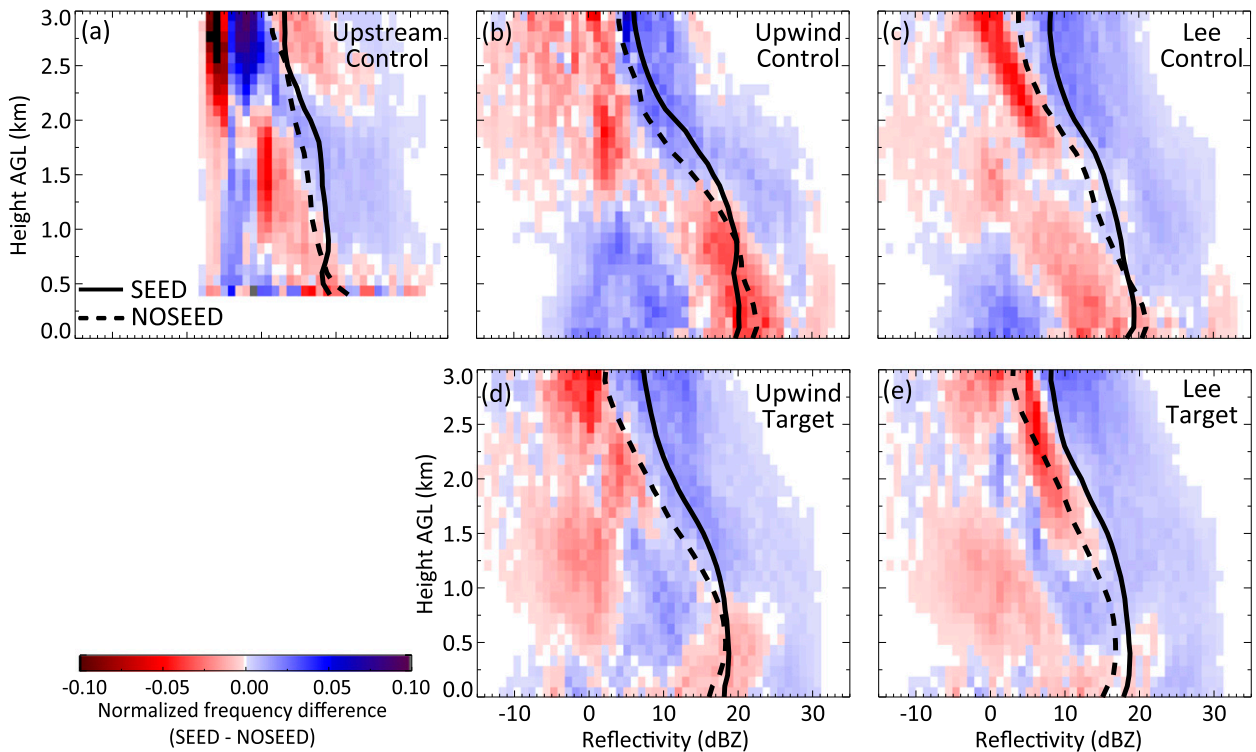 (a) Upstream
Control
(b) Upwind
Control
(c) Lee
Control
3.0
2.5
2.0
1.5
1.0
0.5
0.0
Height AGL (km)
SEED
NOSEED
(d) Upwind
Target
(e) Lee
Target
3.0
2.5
2.0
1.5
1.0
0.5
0.0
Height AGL (km)
-10 0 10 20 30
Reflectivity (dBZ)
-10 0 10 20 30
Reflectivity (dBZ)
-0.10 -0.05 0.00 0.05 0.10
Normalized frequency difference
(SEED - NOSEED)